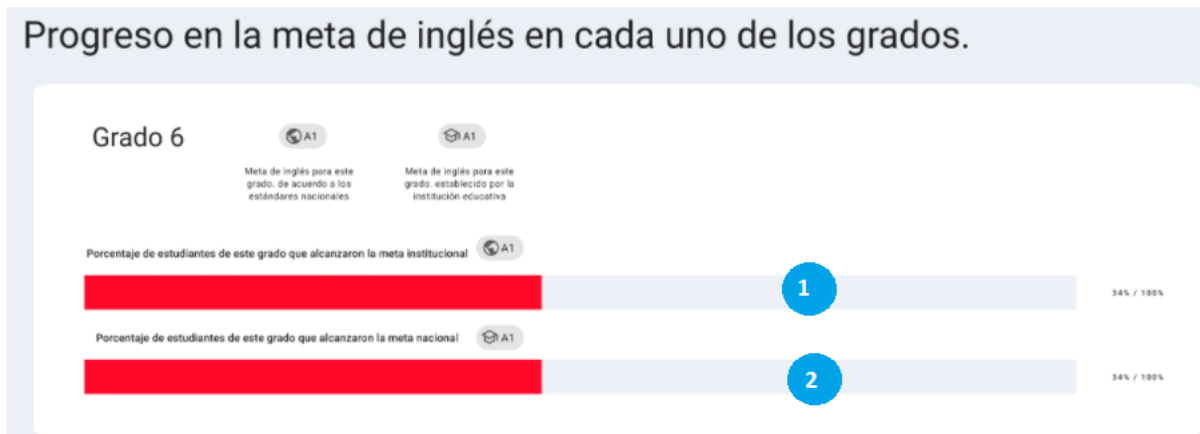 Progreso en la meta de inglés en cada uno de los grados.
Grado 6
A1
A1
Meta de inglés para este
grado. de acuerdo a los
estándares nacionales
Meta de inglés para este
grado. establecido por la
institución educativa
Porcentaje de estudiantes de este grado que alcanzaron la meta institucional
A1
1
34% / 100%
Porcentaje de estudiantes de este grado que alcanzaron la meta nacional
A1
2
34% / 100%